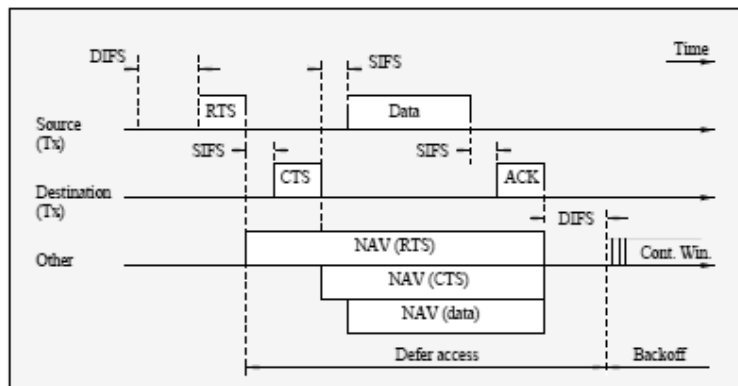 DIFS
SIFS
Time
RTS
Data
Source
(Tx)
SIFS
SIFS
CTS
ACK
Destination
(Tx)
DIFS
NAV (RTS)
Other
Cont. Win.
NAV (CTS)
NAV (data)
Defer access
Backoff